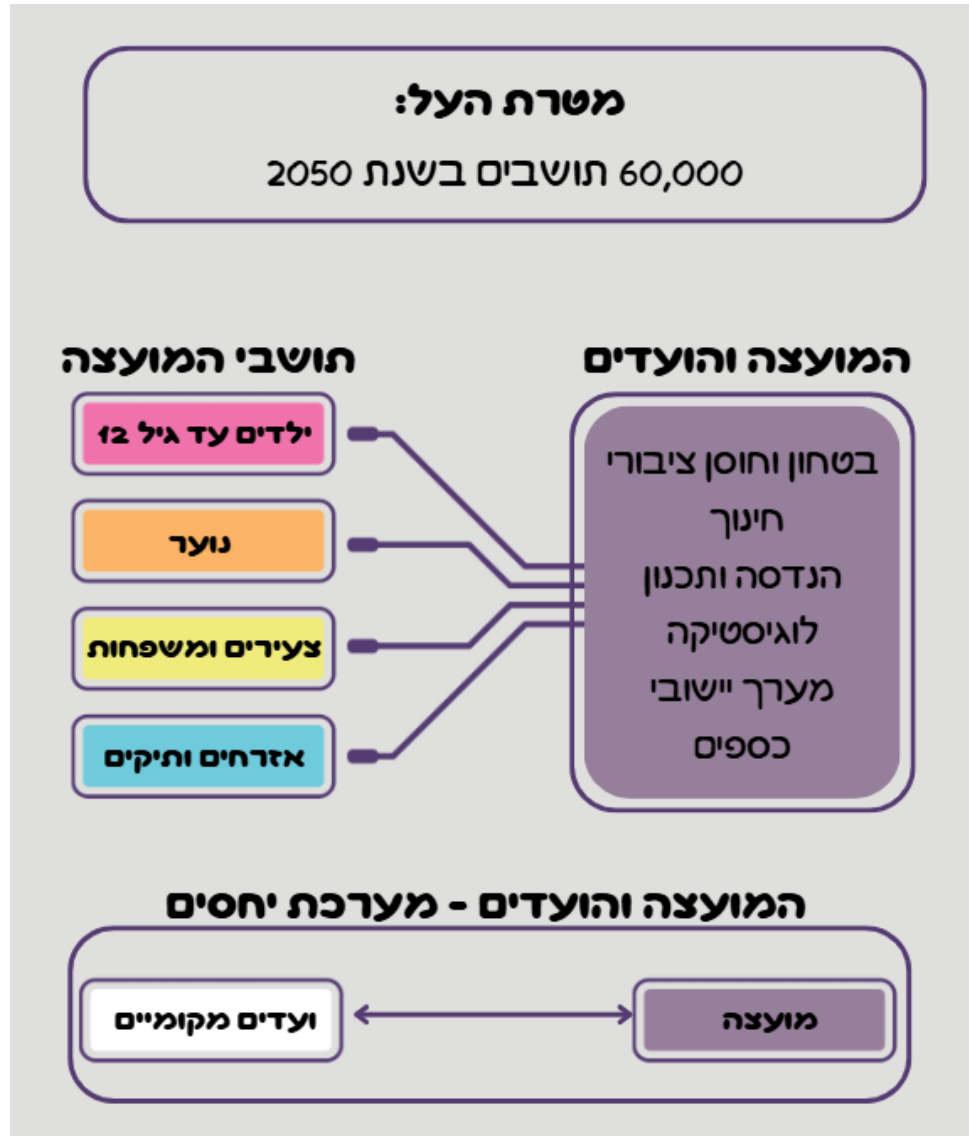 מטרת העל:
60,000 תושבים בשנת 2050
המועצה והועדים
בטחון וחוסן ציבורי
חינוך
הנדסה ותכנון
לוגיסטיקה
מערך יישובי
כספים
תושבי המועצה
ילדים עד גיל 12
נוער
צעירים ומשפחות
אזרחים ותיקים
המועצה והועדים - מערכת יחסים
מועצה
ועדים מקומיים